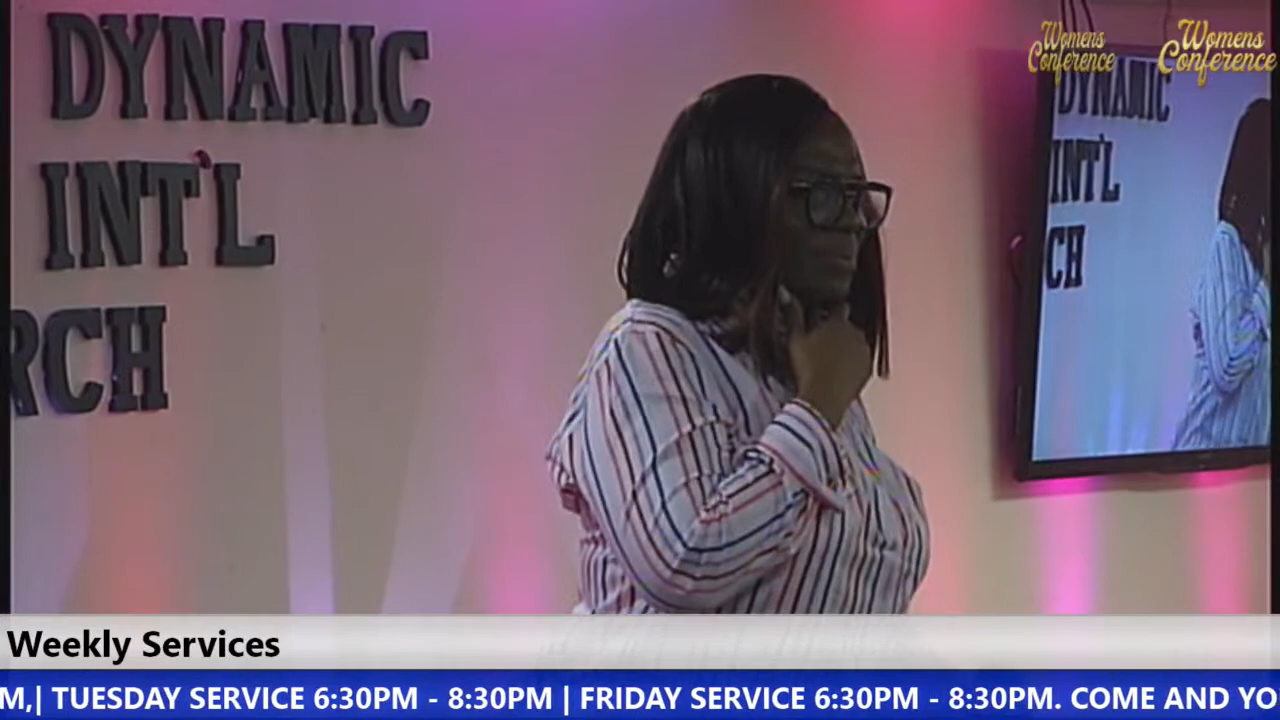 DYNAMIC
INT'L
RCH
Womens
Conference
Womens
Conference
DYNAMIC
INT'L
CH
Weekly Services
M,| TUESDAY SERVICE 6:30PM - 8:30PM | FRIDAY SERVICE 6:30PM - 8:30PM. COME AND YO